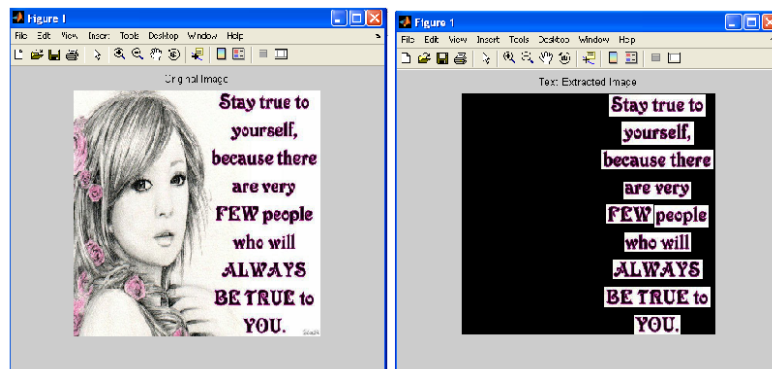 Figure 1
File Edit View Insert Tools Desktop Window Help
Original Image
Stay true to
yourself,
because there
are very
FEW people
who will
ALWAYS
BE TRUE to
YOU.
Figure 1
File Edit View Insert Tools Desktop Window Help
Text Extracted Image
Stay true to
yourself,
because there
are very
FEW people
who will
ALWAYS
BE TRUE to
YOU.